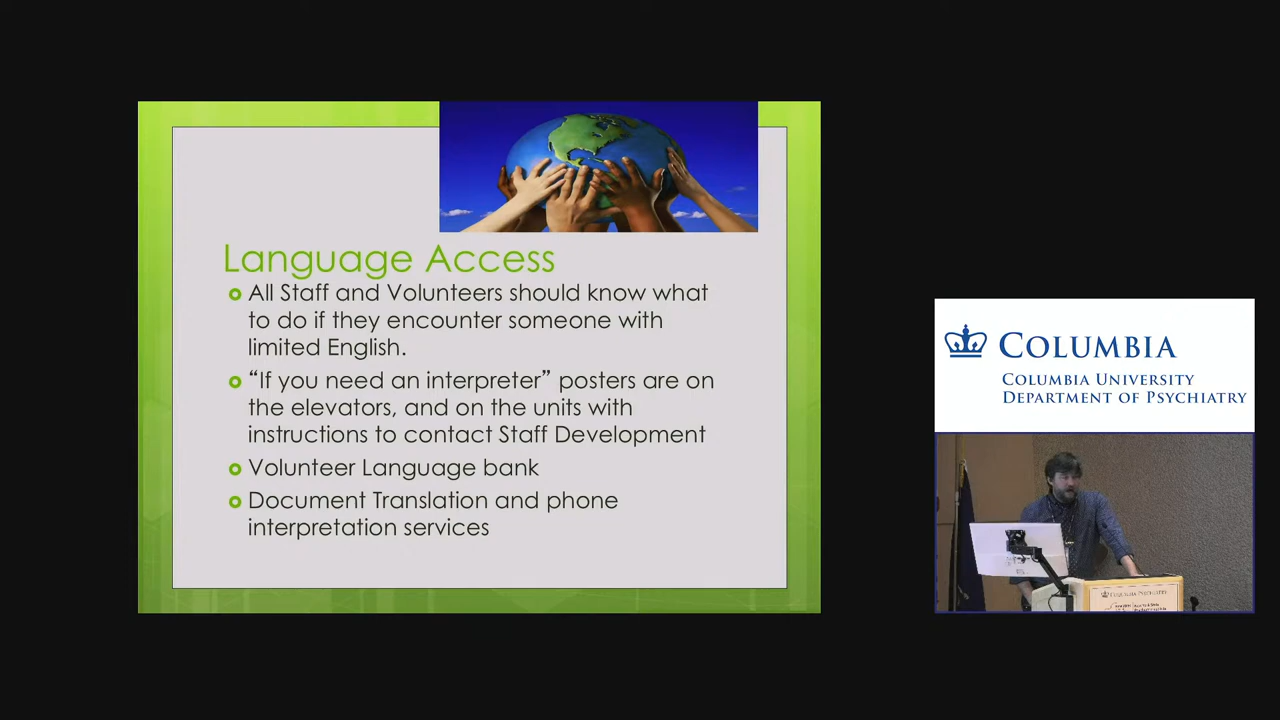 Language Access
All Staff and Volunteers should know what
to do if they encounter someone with
limited English.
“If you need an interpreter” posters are on
the elevators, and on the units with
instructions to contact Staff Development
Volunteer Language bank
Document Translation and phone
interpretation services
COLUMBIA
COLUMBIA UNIVERSITY
DEPARTMENT OF PSYCHIATRY
COLUMBIA PSYCHIATRY